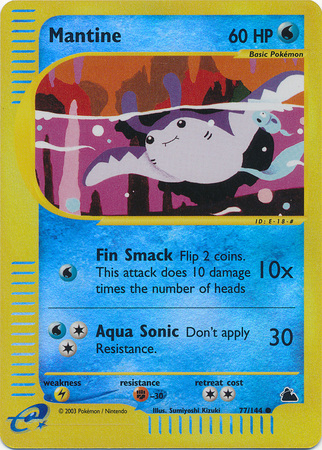 Mantine 60 HP
Basic Pokémon
ID: E-18-#
Fin Smack Flip 2 coins.
This attack does 10 damage 10x
times the number of heads
Aqua Sonic Don't apply 30
Resistance.
weakness resistance retreat cost
-30
© 2003 Pokémon / Nintendo Illus. Sumiyoshi Kizuki 77/144